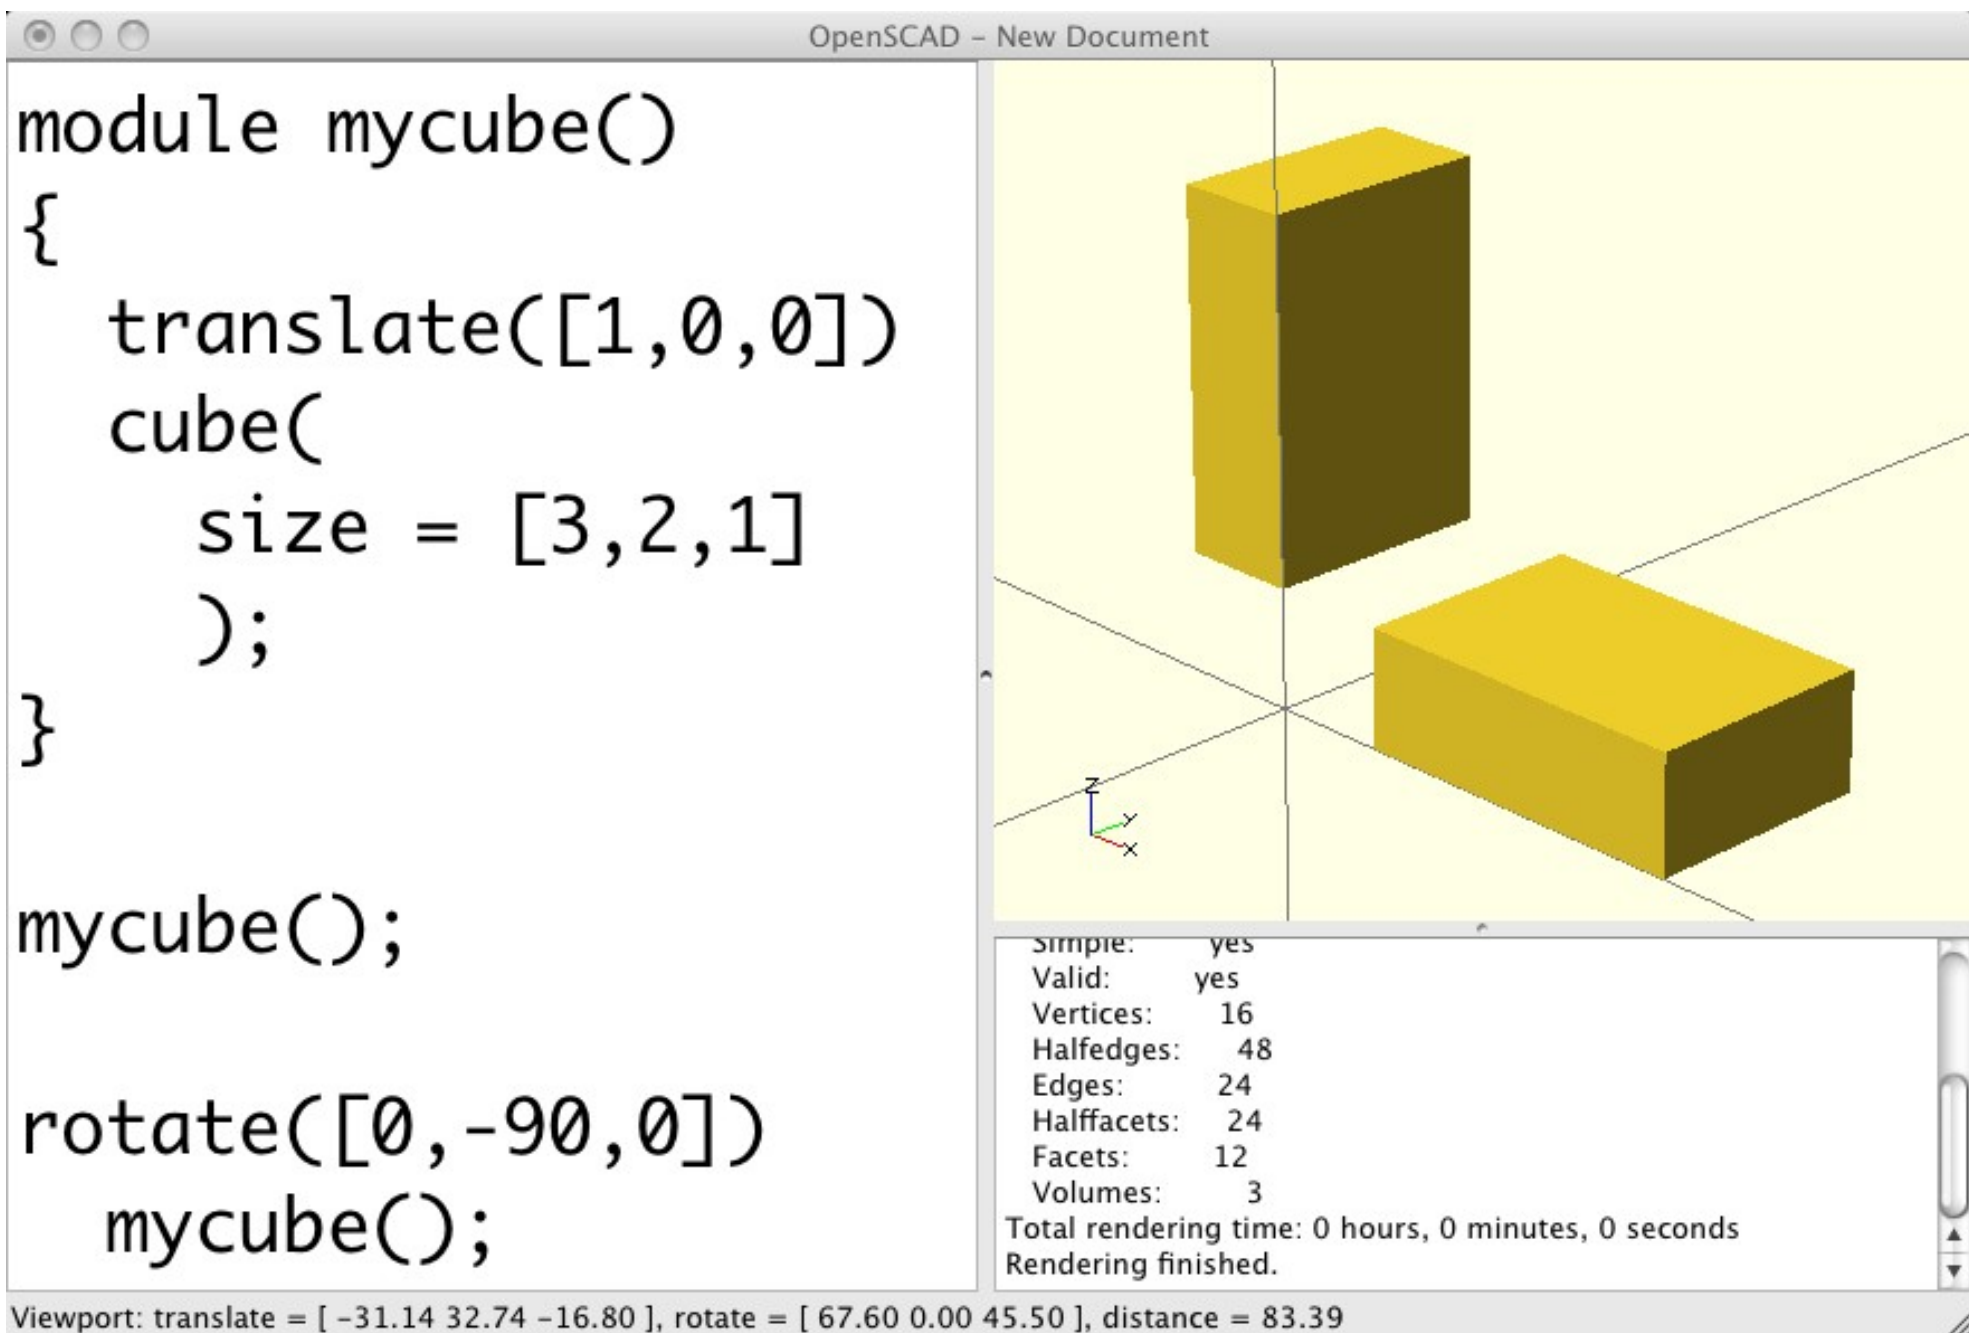 OpenSCAD – New Document
module mycube()
{
translate([1,0,0])
cube(
size = [3,2,1]
);
}
mycube();
rotate([0,-90,0])
mycube();
Z
Y
X
Simple: yes
Valid: yes
Vertices: 16
Halfedges: 48
Edges: 24
Halffacets: 24
Facets: 12
Volumes: 3
Total rendering time: 0 hours, 0 minutes, 0 seconds
Rendering finished.
Viewport: translate = [ -31.14 32.74 -16.80 ], rotate = [ 67.60 0.00 45.50 ], distance = 83.39